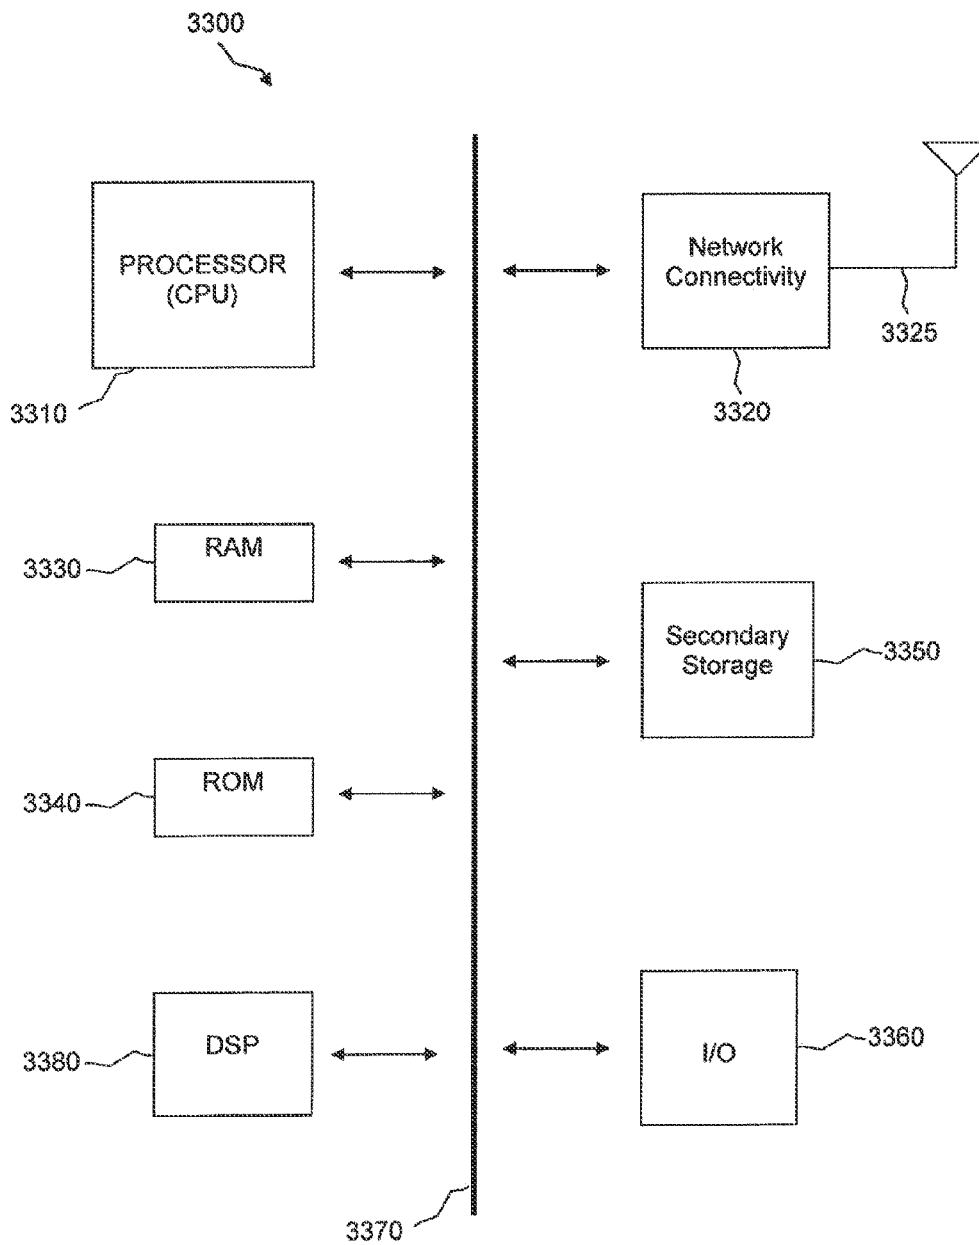 3300
PROCESSOR
(CPU)
3310
Network
Connectivity
3325
3320
RAM
3330
Secondary
Storage
3350
ROM
3340
DSP
3380
I/O
3360
3370